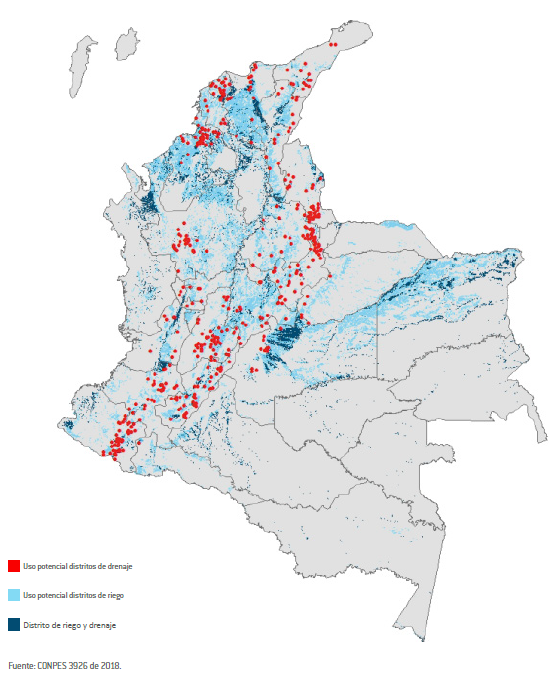 Uso potencial distritos de drenaje
Uso potencial distritos de riego
Distrito de riego y drenaje
Fuente: CONPES 3926 de 2018.